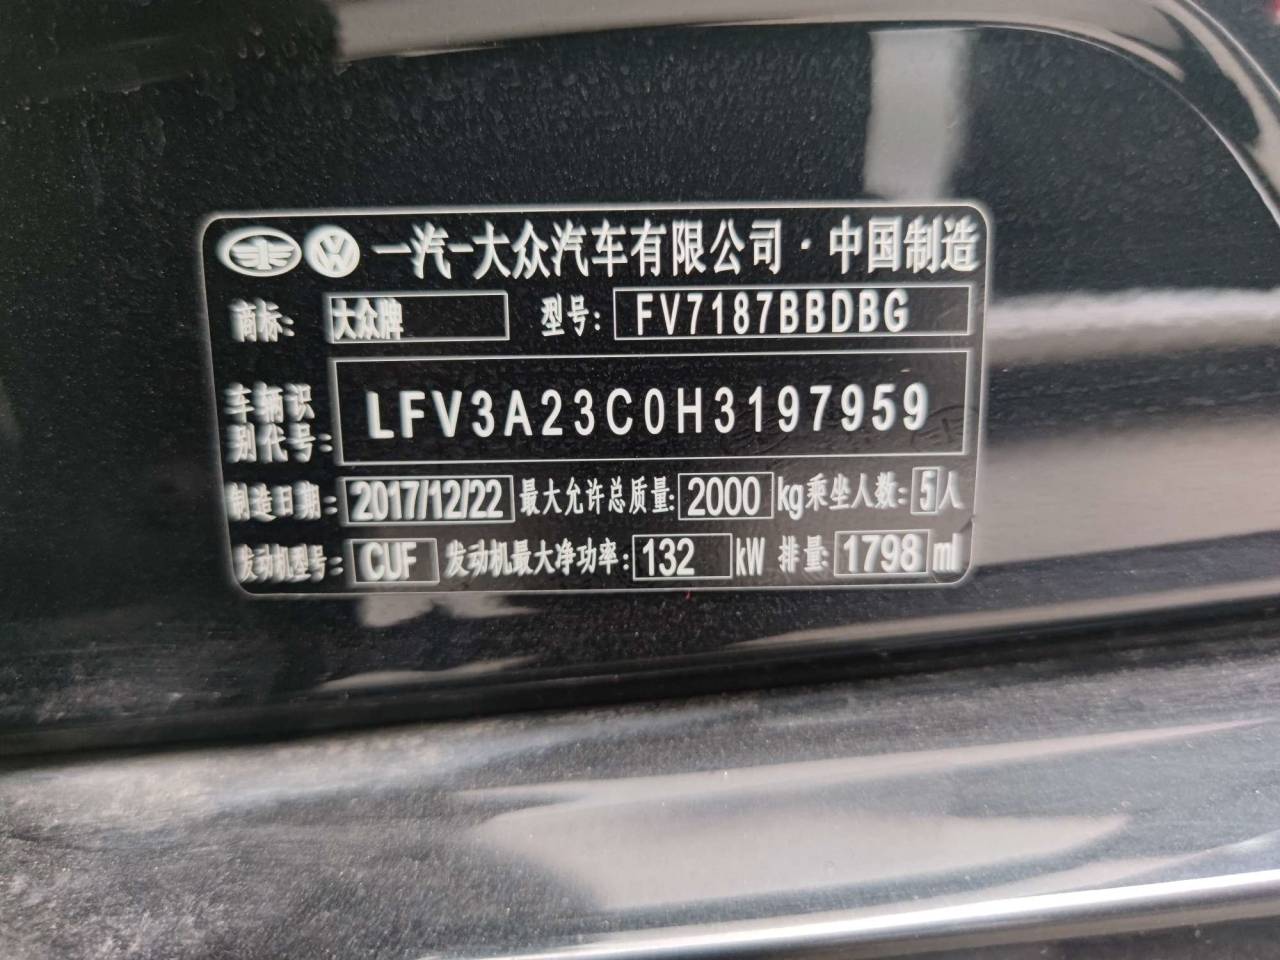 一汽-大众汽车有限公司·中国制造
商标: 大众牌 型号: FV7187BBDBG
车辆识别代号: LFV3A23C0H3197959
制造日期: 2017/12/22 最大允许总质量: 2000 kg 乘坐人数: 5 人
发动机型号: CUF 发动机最大净功率: 132 kW 排量: 1798 ml